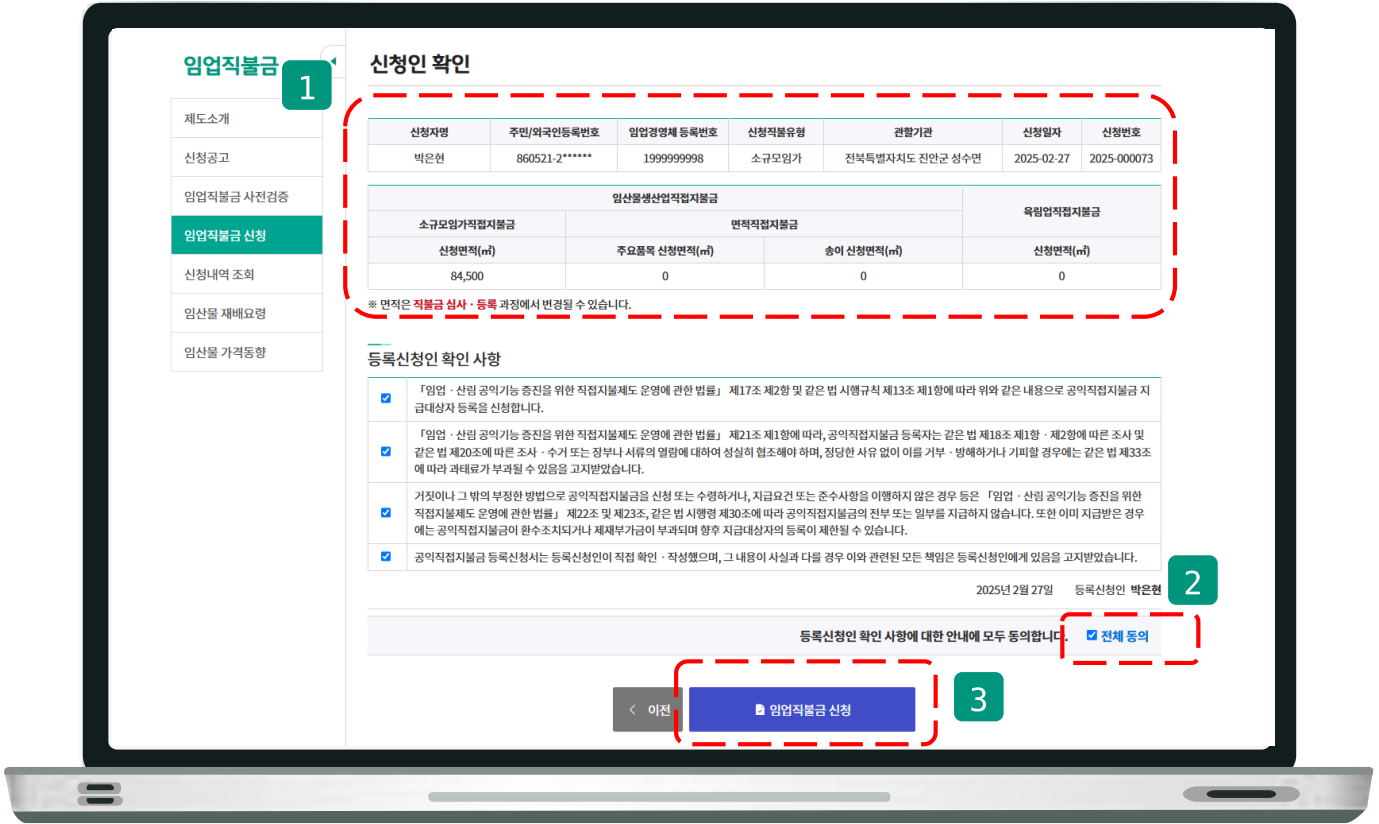 임업직불금
1
제도소개
신청공고
임업직불금 사전검증
임업직불금 신청
신청내역 조회
임산물 재배요령
임산물 가격동향
신청인 확인
신청자명 주민/외국인등록번호 임업경영체 등록번호 신청직불유형 관할기관 신청일자 신청번호
박은현 860521-2****** 1999999998 소규모임가 전북특별자치도 진안군 성수면 2025-02-27 2025-000073
임산물생산업직접지불금 육림업직접지불금
소규모임가직접지불금 면적직접지불금
신청면적(㎡) 주요품목 신청면적(㎡) 송이 신청면적(㎡) 신청면적(㎡)
84,500 0 0 0
※ 면적은 직불금 심사 · 등록 과정에서 변경될 수 있습니다.
등록신청인 확인 사항
「임업 · 산림 공익기능 증진을 위한 직접지불제도 운영에 관한 법률」 제17조 제2항 및 같은 법 시행규칙 제13조 제1항에 따라 위와 같은 내용으로 공익직접지불금 지
급대상자 등록을 신청합니다.
「임업 · 산림 공익기능 증진을 위한 직접지불제도 운영에 관한 법률」 제21조 제1항에 따라, 공익직접지불금 등록자는 같은 법 제18조 제1항 · 제2항에 따른 조사 및
같은 법 제20조에 따른 조사 · 수거 또는 장부나 서류의 열람에 대하여 성실히 협조해야 하며, 정당한 사유 없이 이를 거부 · 방해하거나 기피할 경우에는 같은 법 제33조
에 따라 과태료가 부과될 수 있음을 고지받았습니다.
거짓이나 그 밖의 부정한 방법으로 공익직접지불금을 신청 또는 수령하거나, 지급요건 또는 준수사항을 이행하지 않은 경우 등은 「임업 · 산림 공익기능 증진을 위한
직접지불제도 운영에 관한 법률」 제22조 및 제23조, 같은 법 시행령 제30조에 따라 공익직접지불금의 전부 또는 일부를 지급하지 않습니다. 또한 이미 지급받은 경우
에는 공익직접지불금이 환수조치되거나 제재부가금이 부과되며 향후 지급대상자의 등록이 제한될 수 있습니다.
공익직접지불금 등록신청서는 등록신청인이 직접 확인 · 작성했으며, 그 내용이 사실과 다를 경우 이와 관련된 모든 책임은 등록신청인에게 있음을 고지받았습니다.
2025년 2월 27일 등록신청인 박은현
2
등록신청인 확인 사항에 대한 안내에 모두 동의합니다. 전체 동의
< 이전 임업직불금 신청
3